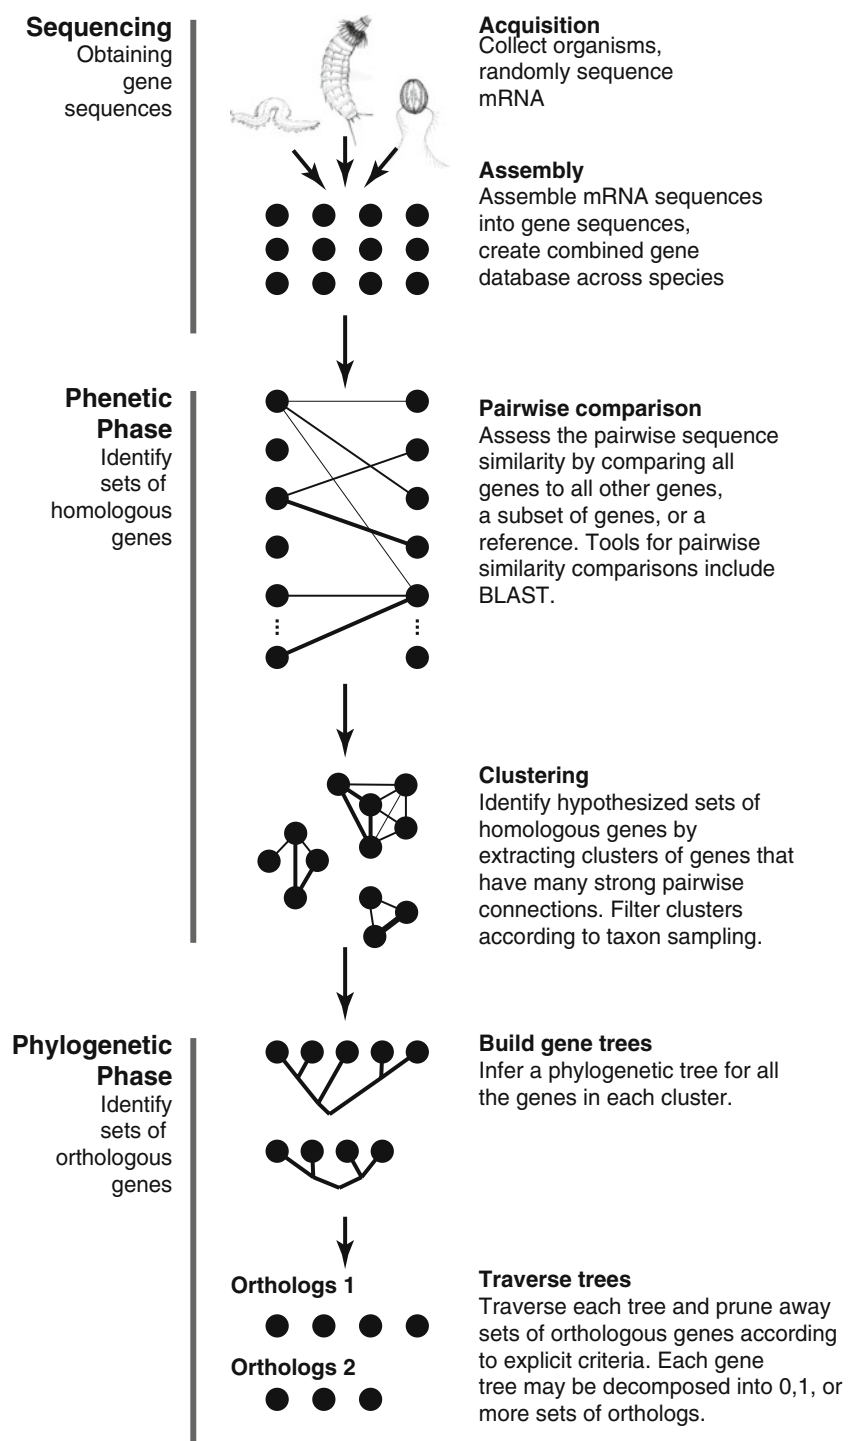 Sequencing
Obtaining
gene
sequences
Acquisition
Collect organisms,
randomly sequence
mRNA
Assembly
Assemble mRNA sequences
into gene sequences,
create combined gene
database across species
Phenetic
Phase
Identify
sets of
homologous
genes
Pairwise comparison
Assess the pairwise sequence
similarity by comparing all
genes to all other genes,
a subset of genes, or a
reference. Tools for pairwise
similarity comparisons include
BLAST.
Clustering
Identify hypothesized sets of
homologous genes by
extracting clusters of genes that
have many strong pairwise
connections. Filter clusters
according to taxon sampling.
Phylogenetic
Phase
Identify
sets of
orthologous
genes
Build gene trees
Infer a phylogenetic tree for all
the genes in each cluster.
Orthologs 1
Orthologs 2
Traverse trees
Traverse each tree and prune away
sets of orthologous genes according
to explicit criteria. Each gene
tree may be decomposed into 0,1, or
more sets of orthologs.